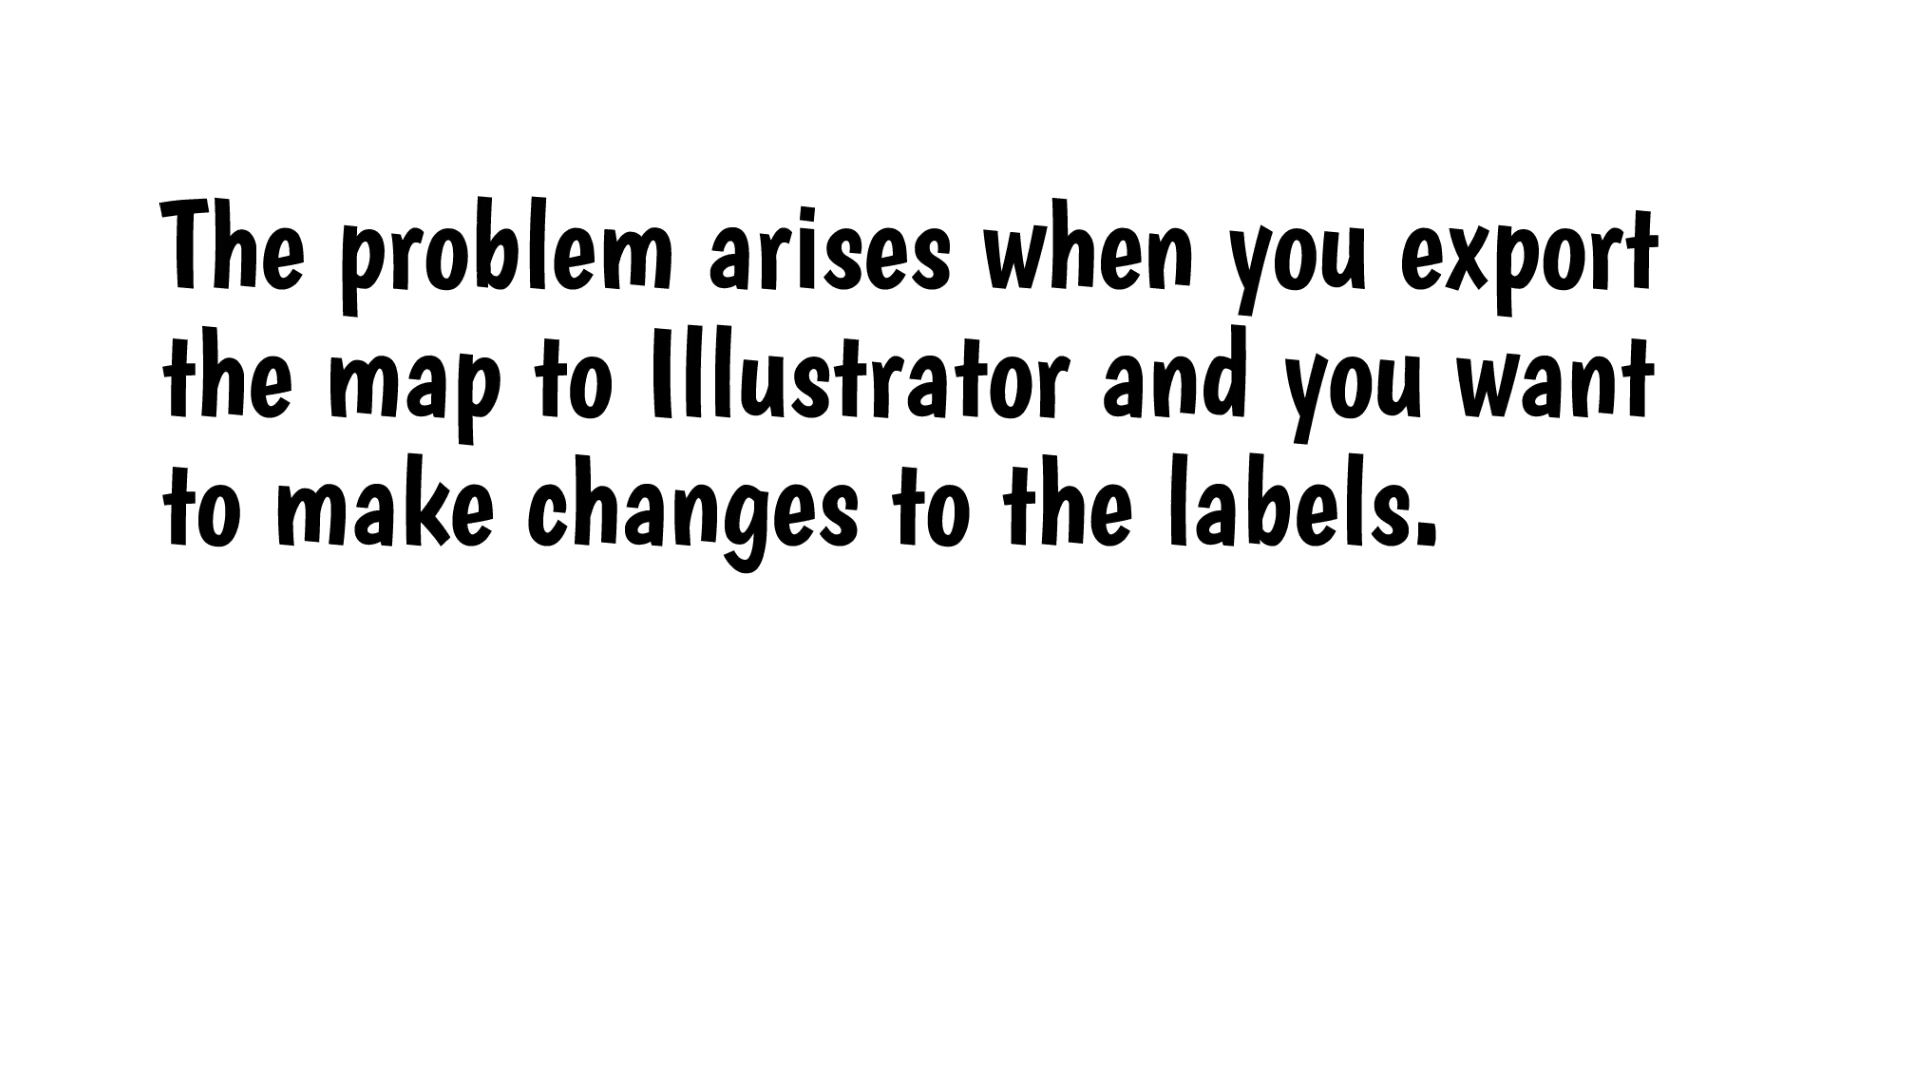 The problem arises when you export
the map to Illustrator and you want
to make changes to the labels.